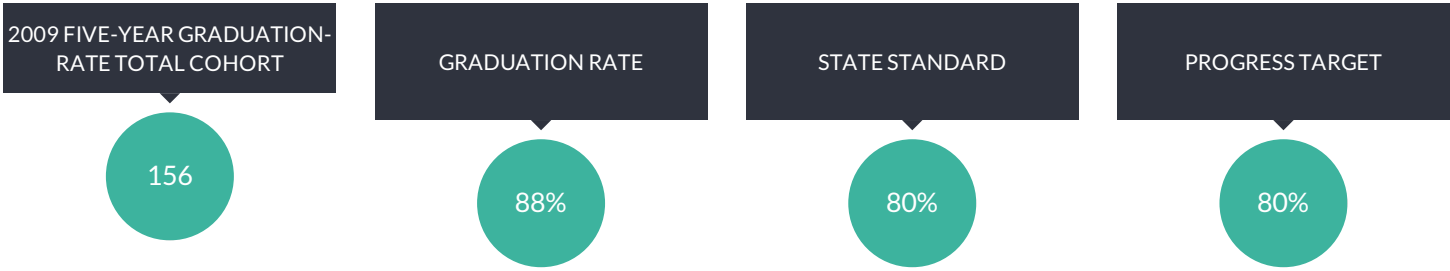 2009 FIVE-YEAR GRADUATION-
RATE TOTAL COHORT
156
GRADUATION RATE
88%
STATE STANDARD
80%
PROGRESS TARGET
80%